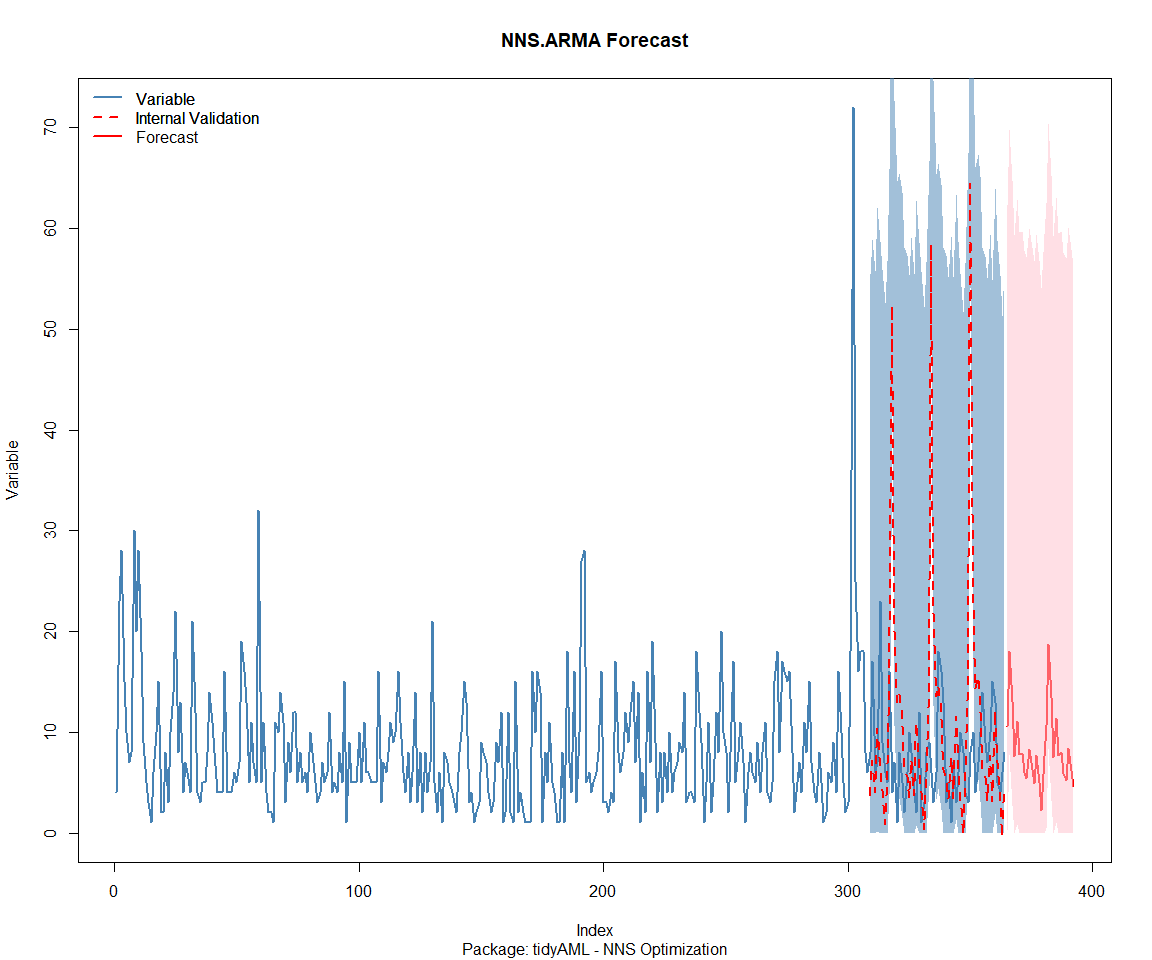 NNS.ARMA Forecast
Variable
Internal Validation
Forecast
Variable
70
60
50
40
30
20
10
0
0 100 200 300 400
Index
Package: tidyAML - NNS Optimization